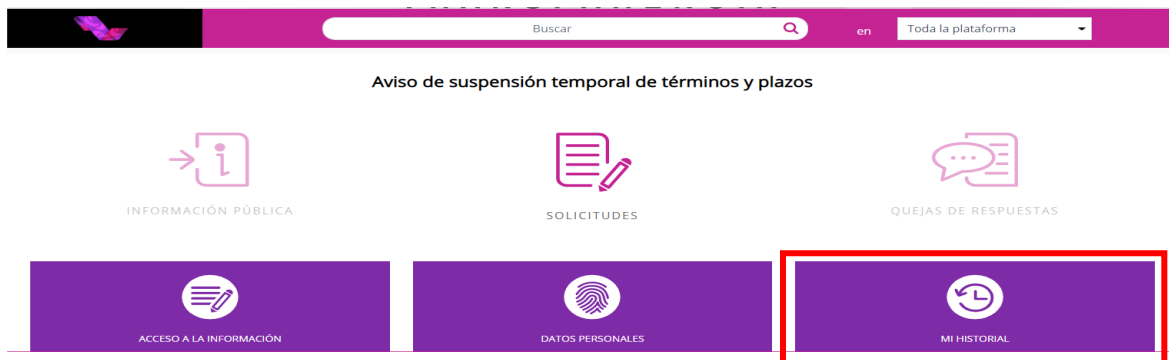 Buscar
en
Toda la plataforma
Aviso de suspensión temporal de términos y plazos
INFORMACIÓN PÚBLICA
SOLICITUDES
QUEJAS DE RESPUESTAS
ACCESO A LA INFORMACIÓN
DATOS PERSONALES
MI HISTORIAL